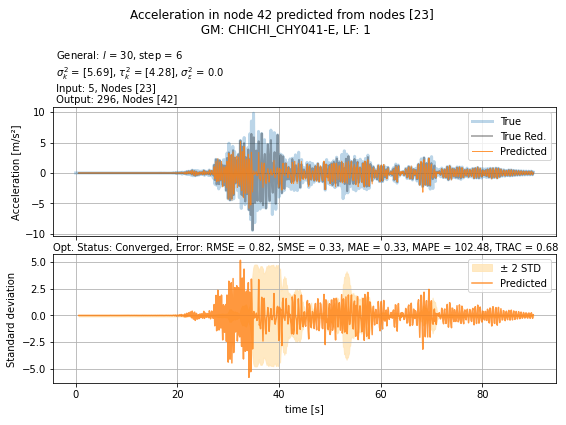 Acceleration in node 42 predicted from nodes [23]
GM: CHICHI_CHY041-E, LF: 1
General: l = 30, step = 6
σ²ₖ = [5.69], τ²ₖ = [4.28], σ²ε = 0.0
Input: 5, Nodes [23]
Output: 296, Nodes [42]
Acceleration [m/s²]
10
5
0
−5
−10
True
True Red.
Predicted
Opt. Status: Converged, Error: RMSE = 0.82, SMSE = 0.33, MAE = 0.33, MAPE = 102.48, TRAC = 0.68
Standard deviation
5.0
2.5
0.0
−2.5
−5.0
± 2 STD
Predicted
0 20 40 60 80
time [s]